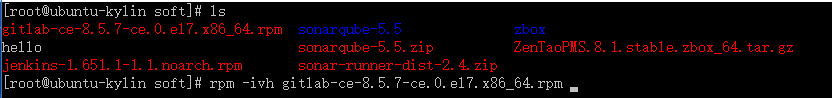 [root@ubuntu-kylin soft]# ls
gitlab-ce-8.5.7-ce.0.el7.x86_64.rpm sonarqube-5.5 zbox
hello sonarqube-5.5.zip ZenTaoPMS.8.1.stable.zbox_64.tar.gz
jenkins-1.651.1-1.1.noarch.rpm sonar-runner-dist-2.4.zip
[root@ubuntu-kylin soft]# rpm -ivh gitlab-ce-8.5.7-ce.0.el7.x86_64.rpm